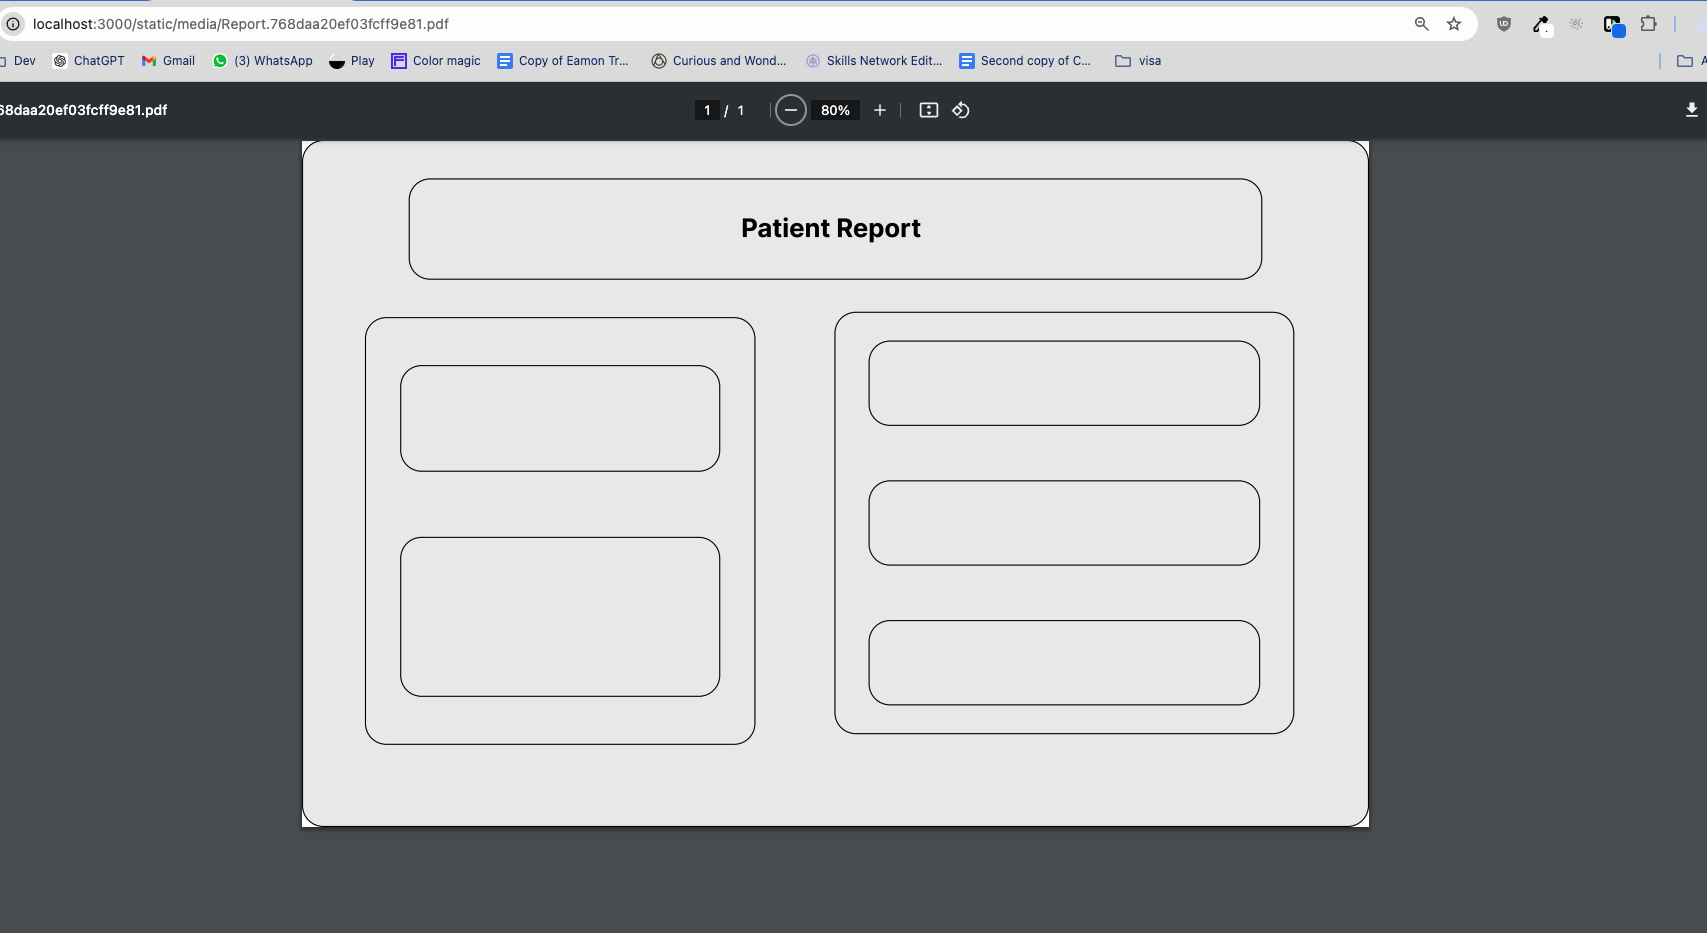 localhost:3000/static/media/Report.768daa20ef03fcff9e81.pdf
Dev ChatGPT Gmail (3) WhatsApp Play Color magic Copy of Eamon Tr... Curious and Wond... Skills Network Edit... Second copy of C... visa A
68daa20ef03fcff9e81.pdf 1 / 1 80%
Patient Report